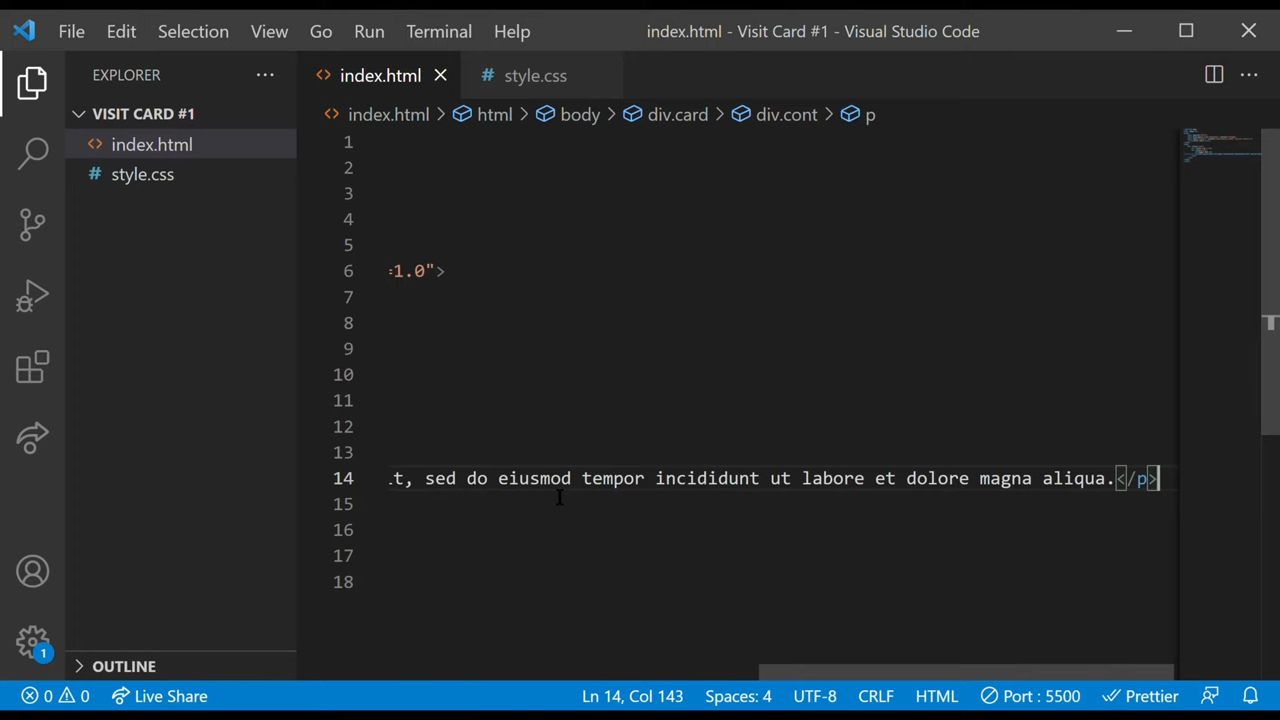 File Edit Selection View Go Run Terminal Help index.html - Visit Card #1 - Visual Studio Code
EXPLORER
VISIT CARD #1
index.html
style.css
OUTLINE
index.html style.css
index.html > html > body > div.card > div.cont > p
1
2
3
4
5
6 =1.0">
7
8
9
10
11
12
13
14 t, sed do eiusmod tempor incididunt ut labore et dolore magna aliqua.</p>
15
16
17
18
1
0 0 Live Share Ln 14, Col 143 Spaces: 4 UTF-8 CRLF HTML Port : 5500 Prettier